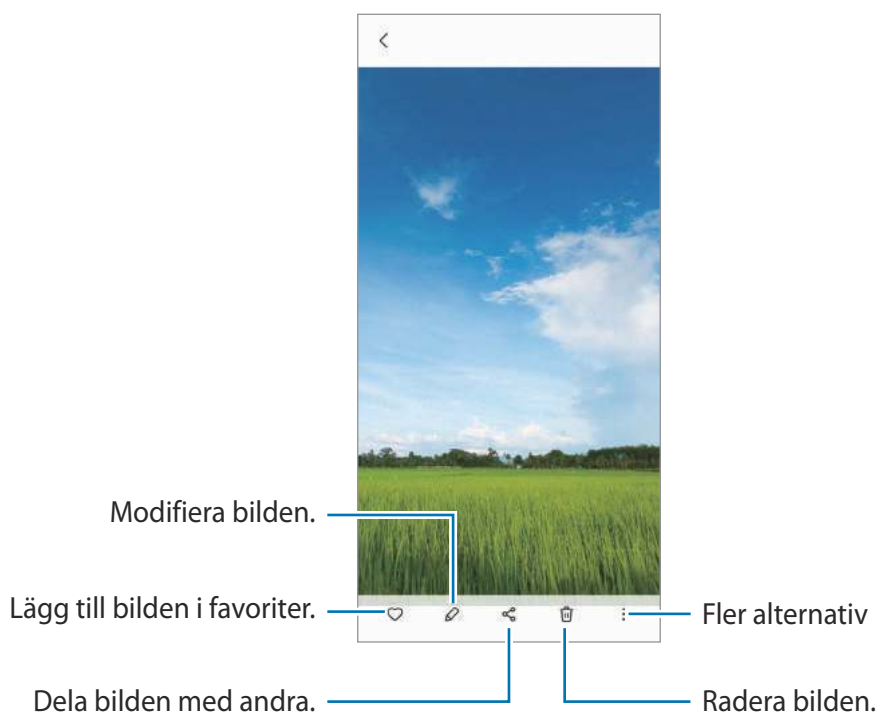 Modifiera bilden.
Lägg till bilden i favoriter.
Fler alternativ
Dela bilden med andra.
Radera bilden.